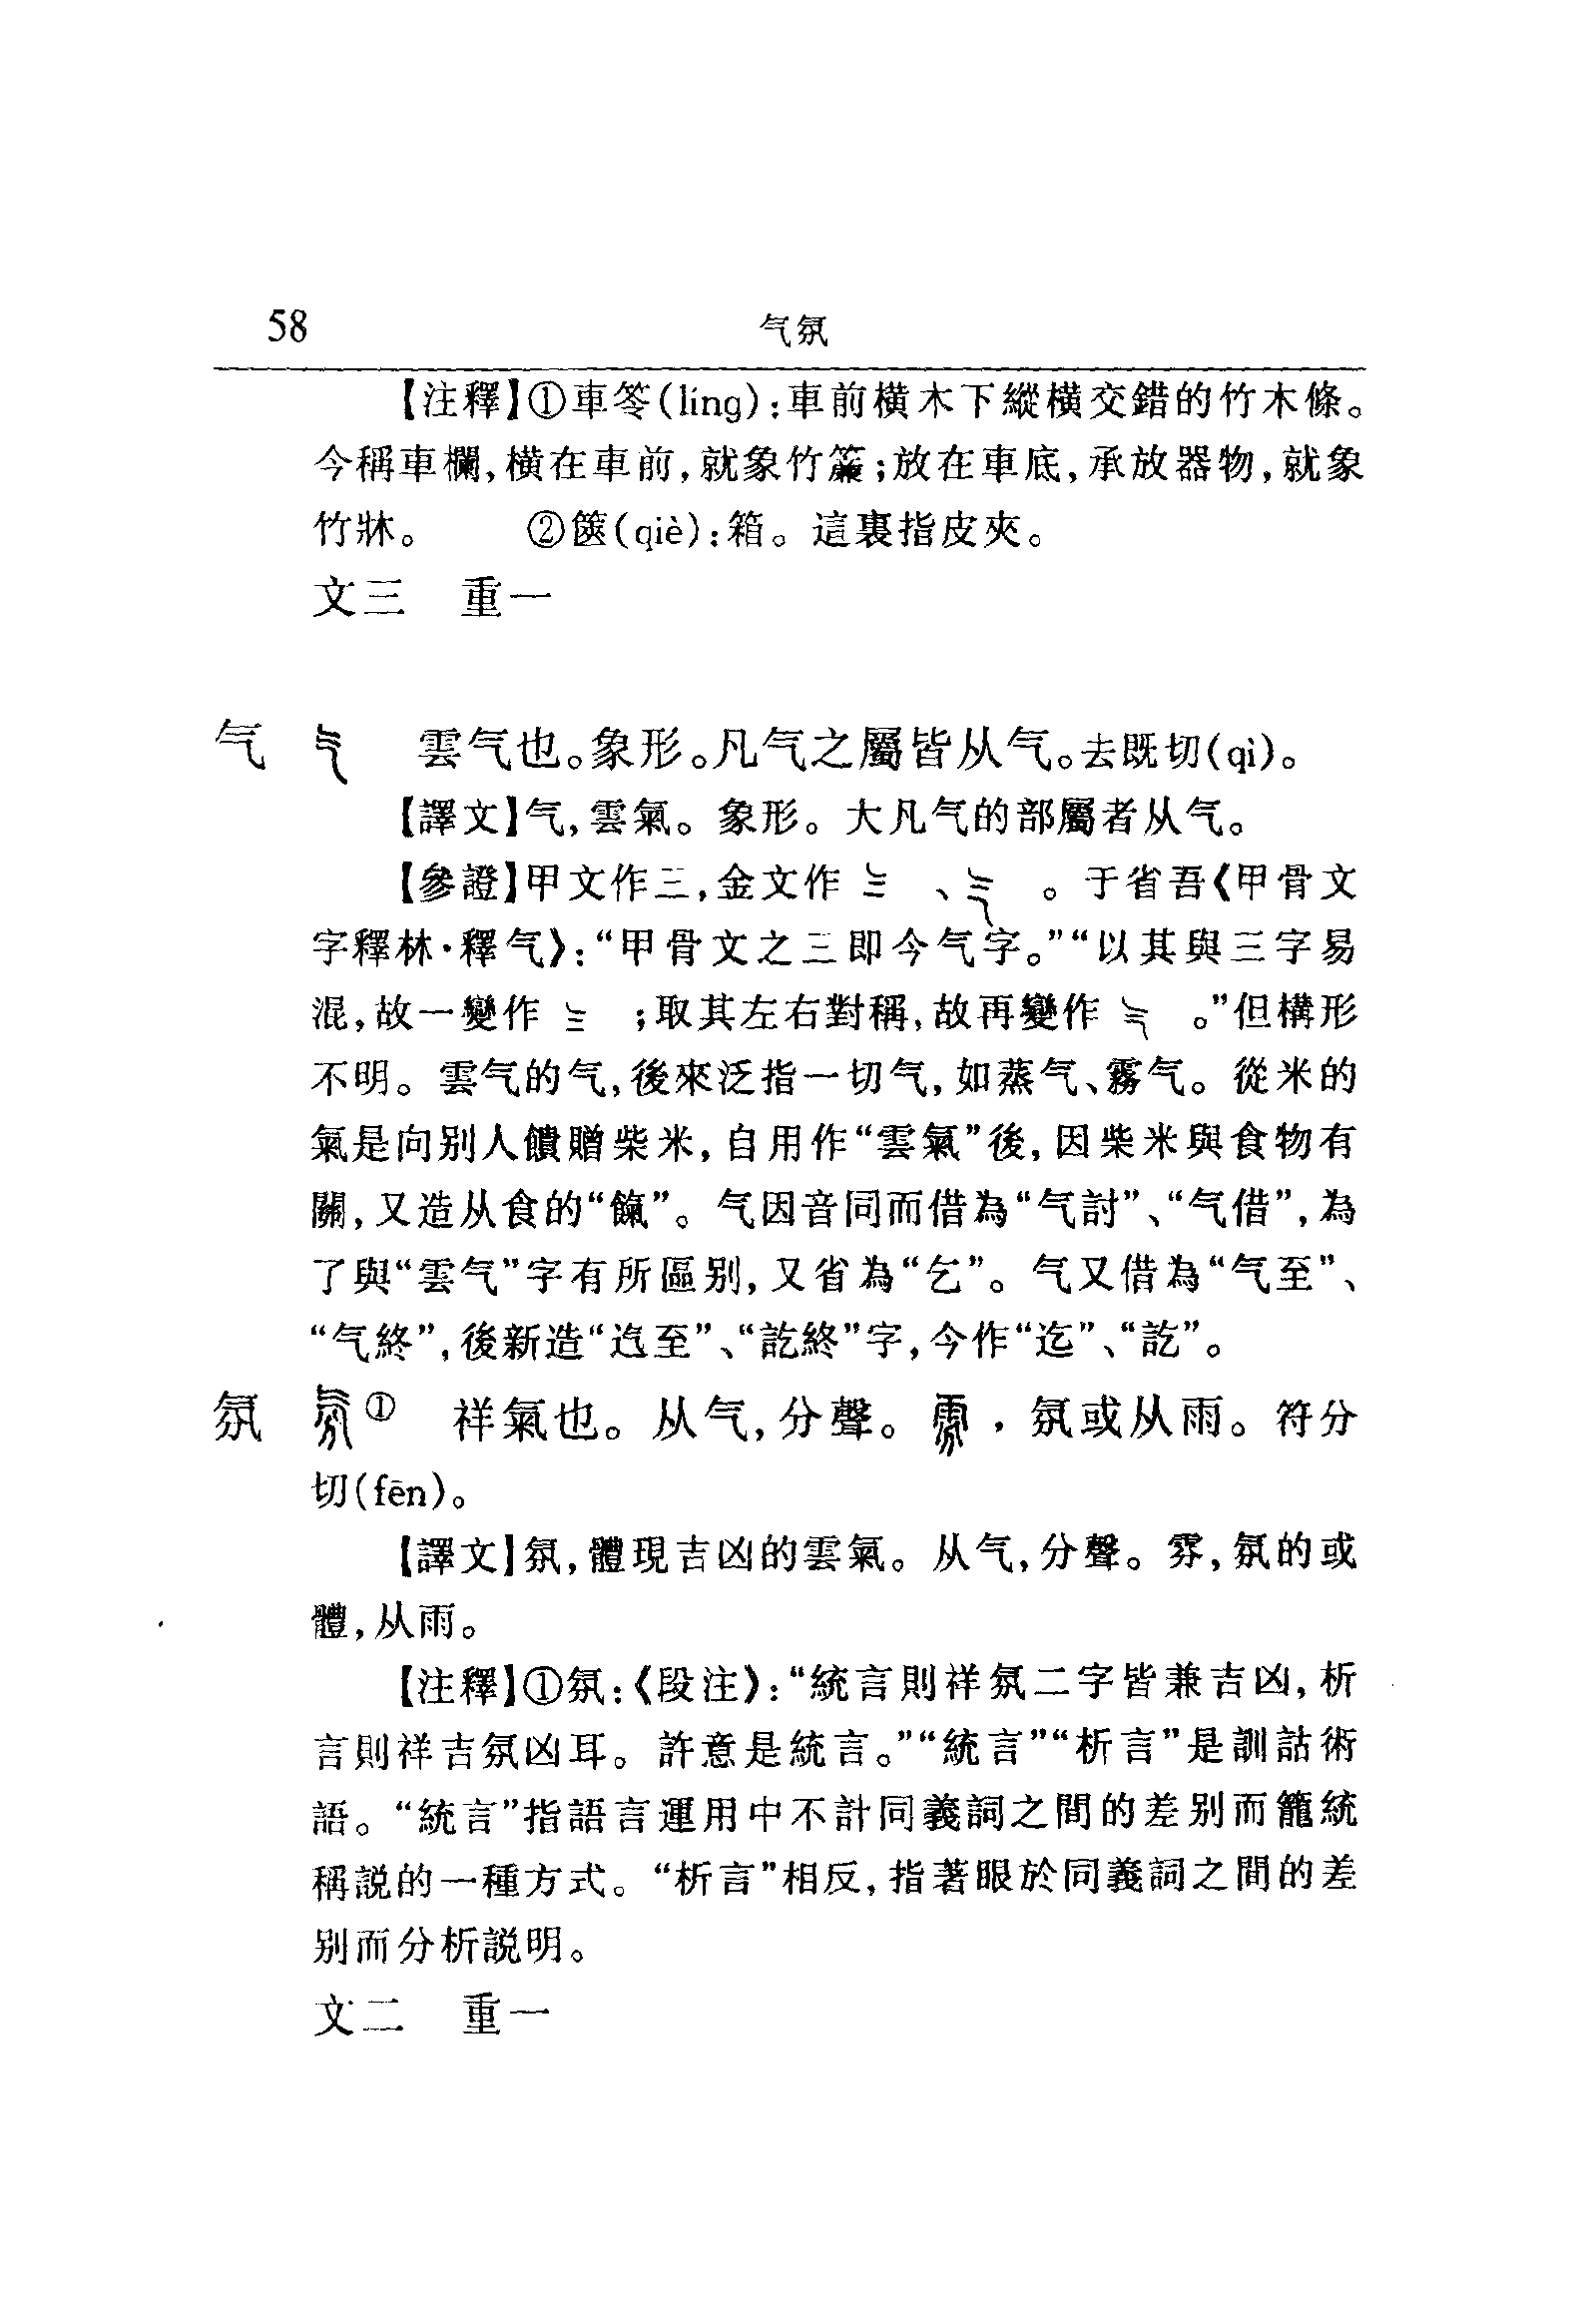 58
气氛
【注釋】①車笭(líng)：車前横木下縱横交錯的竹木條。
今稱車欄，横在車前，就象竹簾；放在車底，承放器物，就象
竹牀。 ②篋(qiè)：箱。這裏指皮夾。
文三 重一
气 雲气也。象形。凡气之屬皆从气。去既切(qì)。
【譯文】气，雲氣。象形。大凡气的部屬者从气。
【參證】甲文作三，金文作 、 。于省吾《甲骨文
字釋林·釋气》：“甲骨文之三即今气字。”“以其與三字易
混，故一變作 ；取其左右對稱，故再變作 。”但構形
不明。雲气的气，後來泛指一切气，如蒸气、霧气。從米的
氣是向别人饋贈柴米，自用作“雲氣”後，因柴米與食物有
關，又造从食的“餼”。气因音同而借為“气討”、“气借”，為
了與“雲气”字有所區别，又省為“乞”。气又借為“气至”、
“气終”，後新造“迄至”、“訖終”字，今作“迄”、“訖”。
氛 ① 祥氣也。从气，分聲。 ，氛或从雨。符分
切(fēn)。
【譯文】氛，體現吉凶的雲氣。从气，分聲。雰，氛的或
體，从雨。
【注釋】①氛：《段注》：“統言則祥氛二字皆兼吉凶，析
言則祥吉氛凶耳。許意是統言。”“統言”“析言”是訓詁術
語。“統言”指語言運用中不計同義詞之間的差别而籠統
稱説的一種方式。“析言”相反，指著眼於同義詞之間的差
别而分析説明。
文二 重一